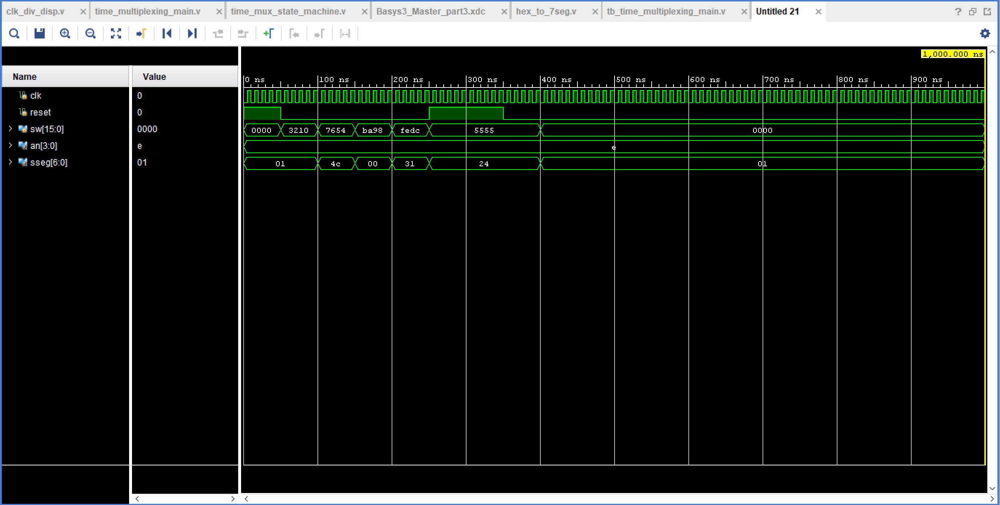 clk_div_disp.v time_multiplexing_main.v time_mux_state_machine.v Basys3_Master_part3.xdc hex_to_7seg.v tb_time_multiplexing_main.v Untitled 21
1,000.000 ns
Name Value
0 ns 100 ns 200 ns 300 ns 400 ns 500 ns 600 ns 700 ns 800 ns 900 ns
clk 0
reset 0
sw[15:0] 0000 0000 3210 7654 ba98 fedc 5555 0000
an[3:0] e e
sseg[6:0] 01 01 4c 00 31 24 01